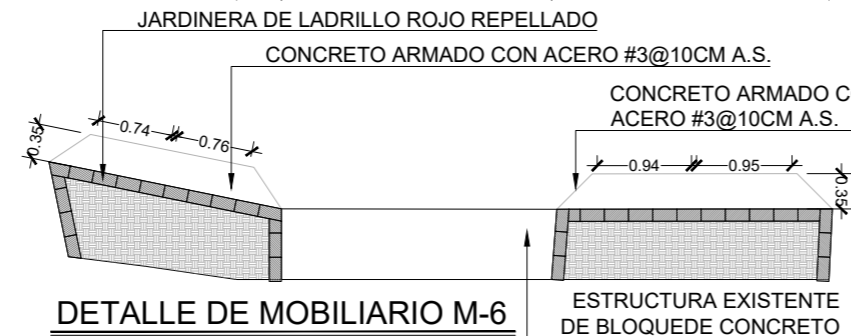 JARDINERA DE LADRILLO ROJO REPELLADO
CONCRETO ARMADO CON ACERO #3@10CM A.S.
CONCRETO ARMADO C
ACERO #3@10CM A.S.
0.35
0.74
0.76
0.94
0.95
0.35
DETALLE DE MOBILIARIO M-6
ESTRUCTURA EXISTENTE
DE BLOQUEDE CONCRETO